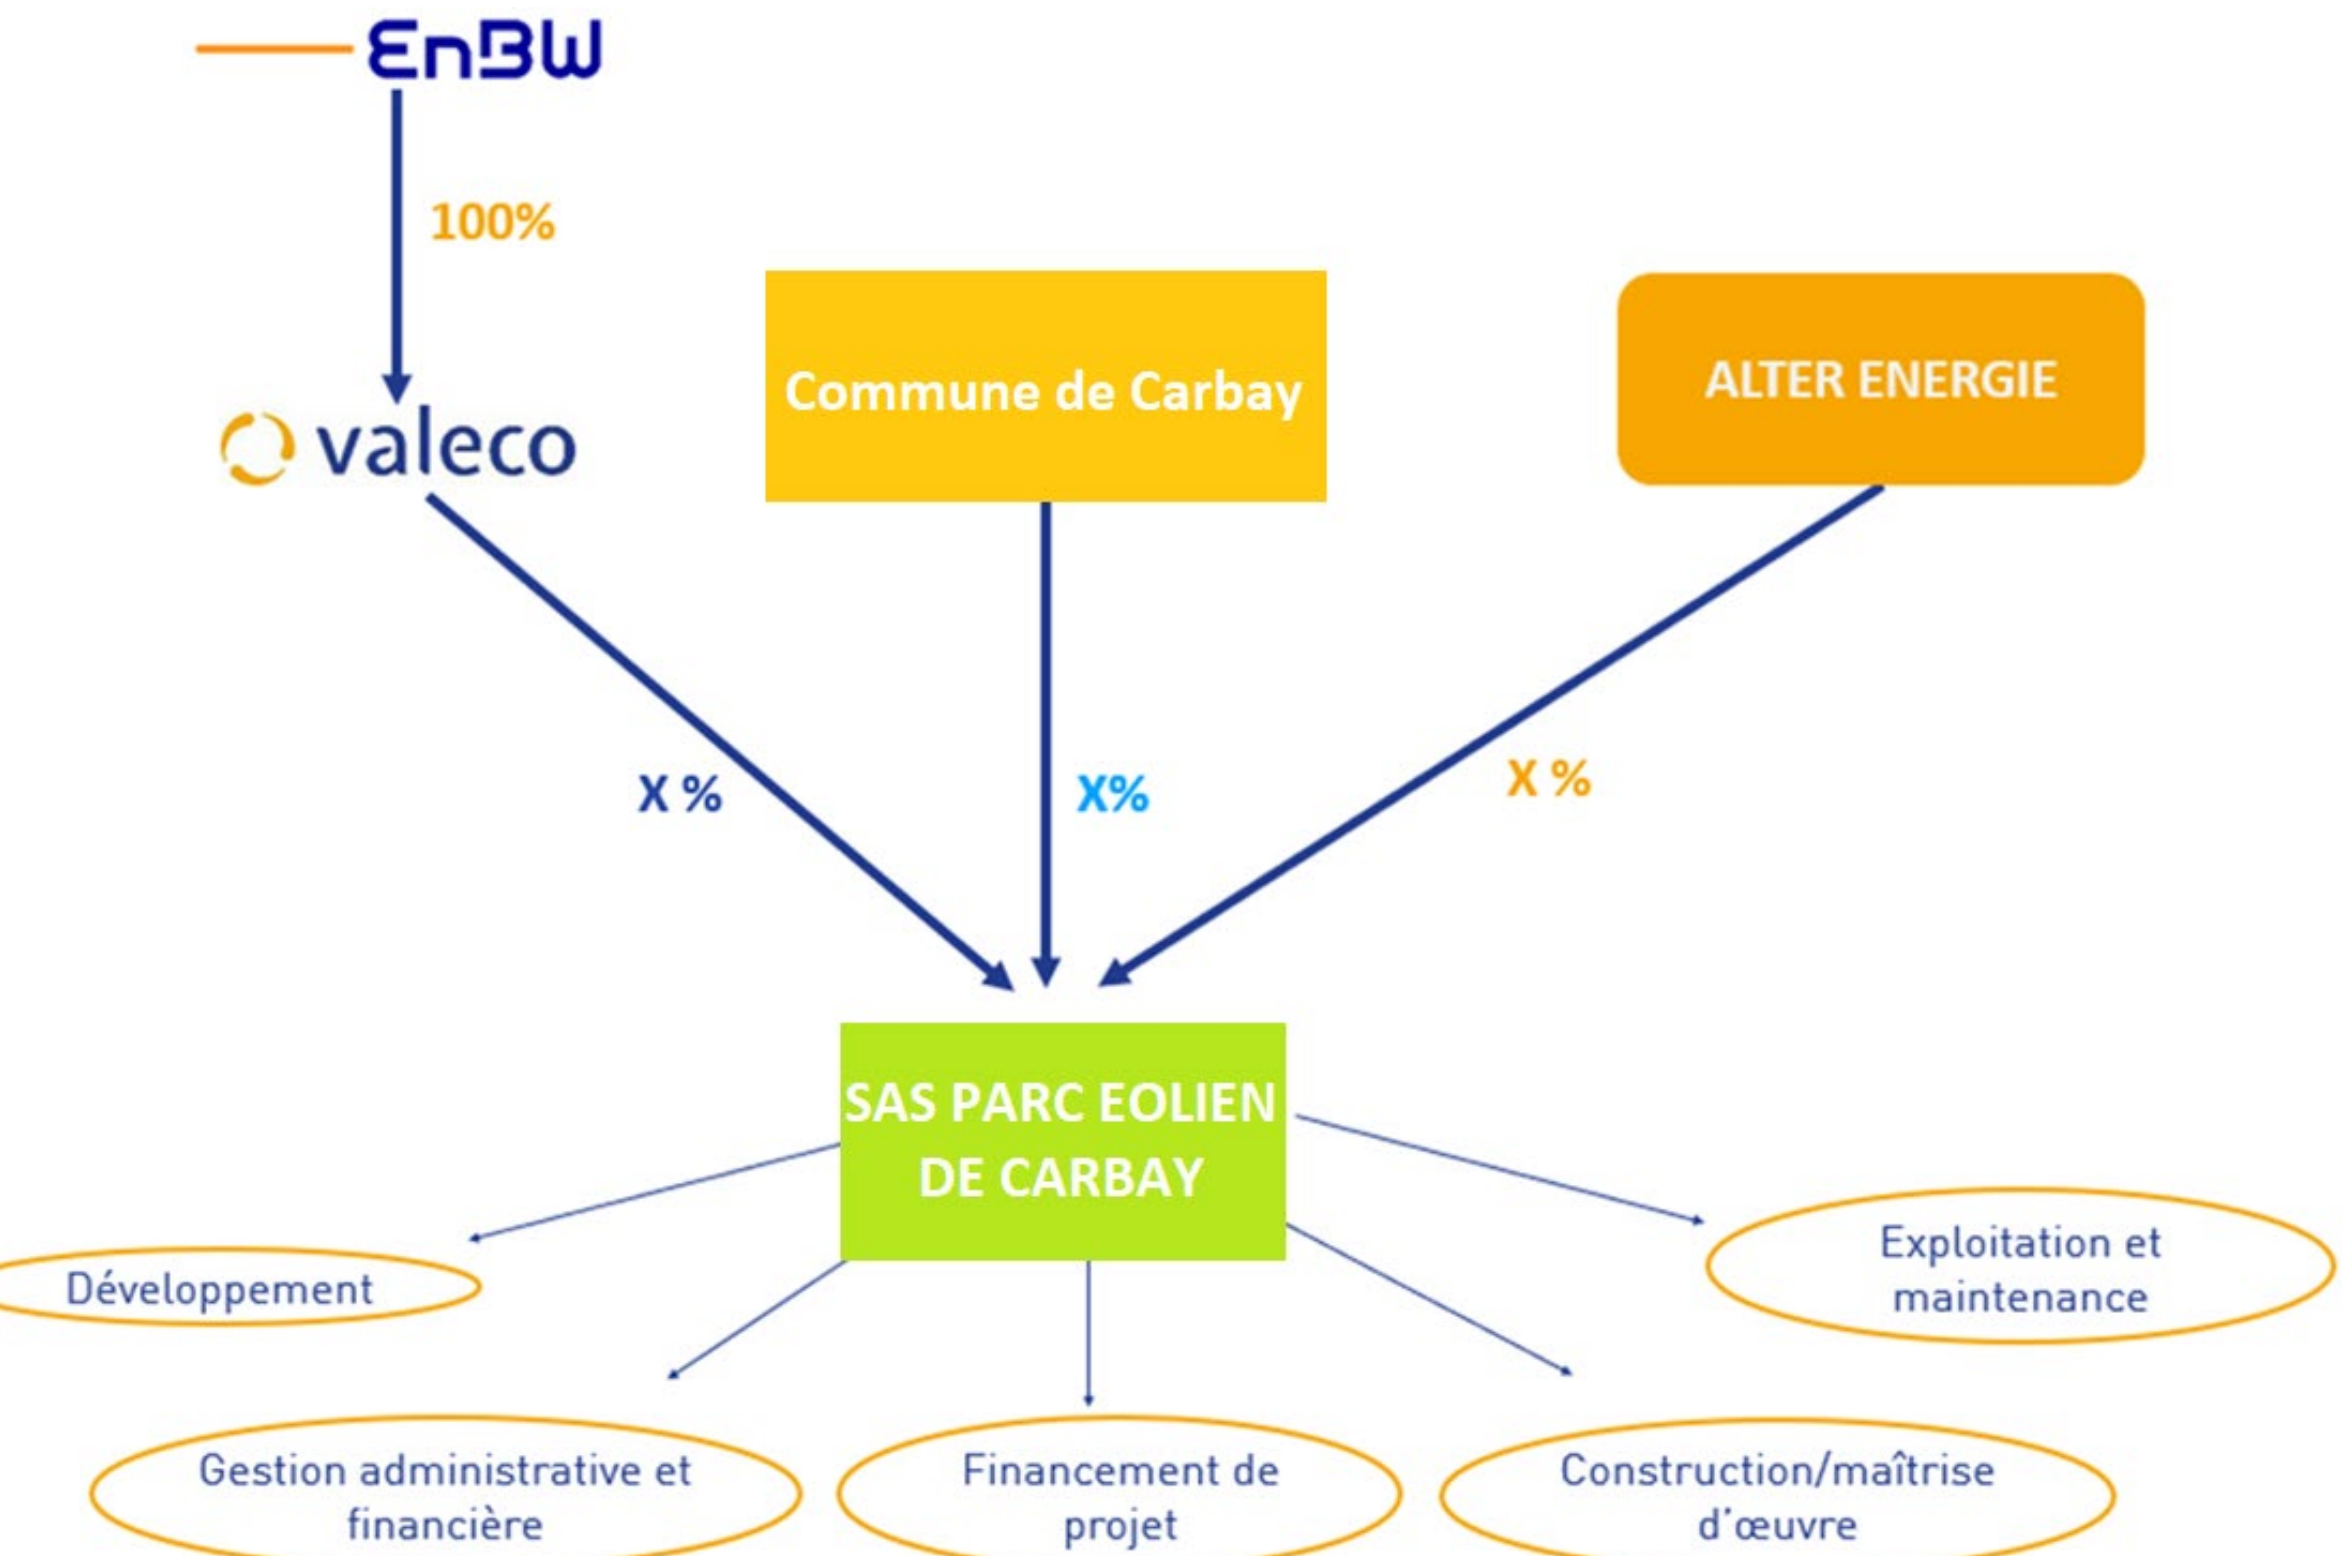 EnBW
100%
valeco
Commune de Carbay
ALTER ENERGIE
X %
X%
X %
SAS PARC EOLIEN
DE CARBAY
Développement
Exploitation et
maintenance
Gestion administrative et
financière
Financement de
projet
Construction/maîtrise
d'œuvre